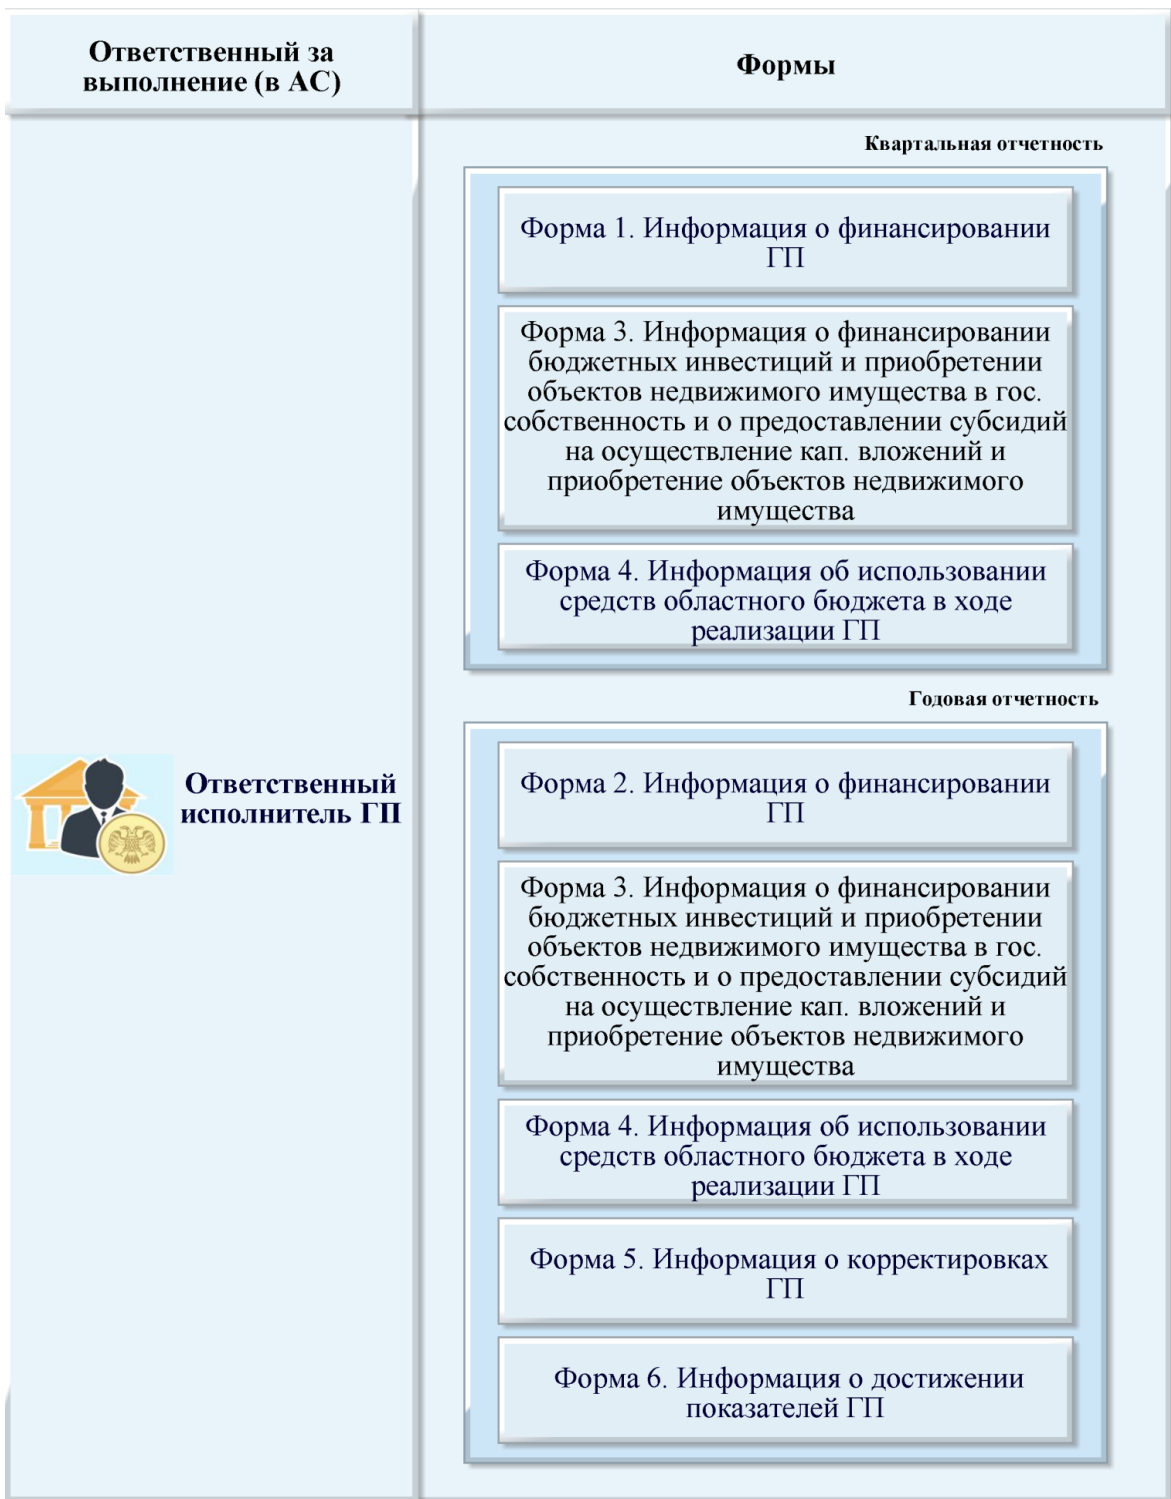 Ответственный за
выполнение (в АС)
Формы
Квартальная отчетность
Форма 1. Информация о финансировании
ГП
Форма 3. Информация о финансировании
бюджетных инвестиций и приобретении
объектов недвижимого имущества в гос.
собственность и о предоставлении субсидий
на осуществление кап. вложений и
приобретение объектов недвижимого
имущества
Форма 4. Информация об использовании
средств областного бюджета в ходе
реализации ГП
Годовая отчетность
Ответственный
исполнитель ГП
Форма 2. Информация о финансировании
ГП
Форма 3. Информация о финансировании
бюджетных инвестиций и приобретении
объектов недвижимого имущества в гос.
собственность и о предоставлении субсидий
на осуществление кап. вложений и
приобретение объектов недвижимого
имущества
Форма 4. Информация об использовании
средств областного бюджета в ходе
реализации ГП
Форма 5. Информация о корректировках
ГП
Форма 6. Информация о достижении
показателей ГП